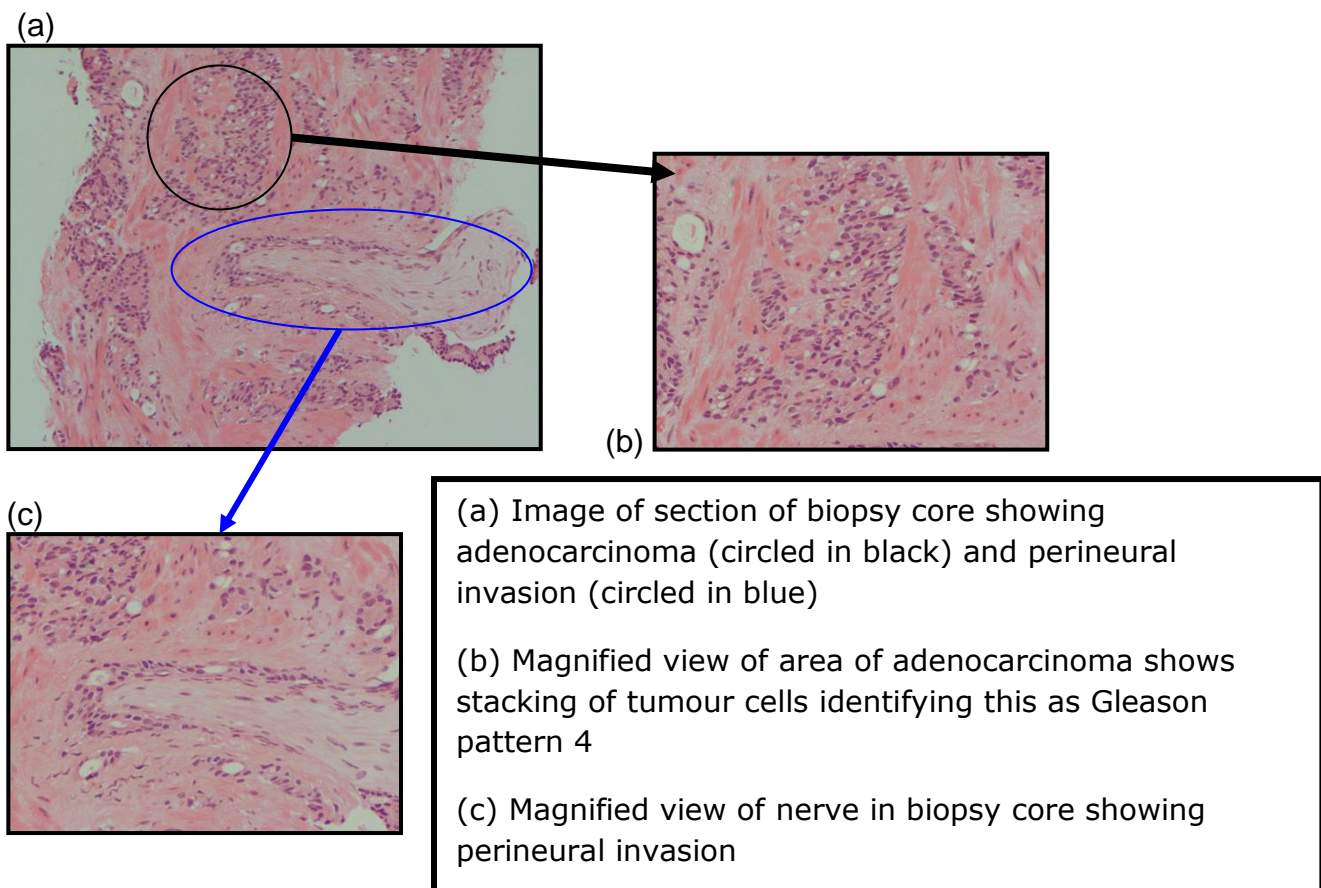 (a)
(b)
(c)
(a) Image of section of biopsy core showing
adenocarcinoma (circled in black) and perineural
invasion (circled in blue)
(b) Magnified view of area of adenocarcinoma shows
stacking of tumour cells identifying this as Gleason
pattern 4
(c) Magnified view of nerve in biopsy core showing
perineural invasion